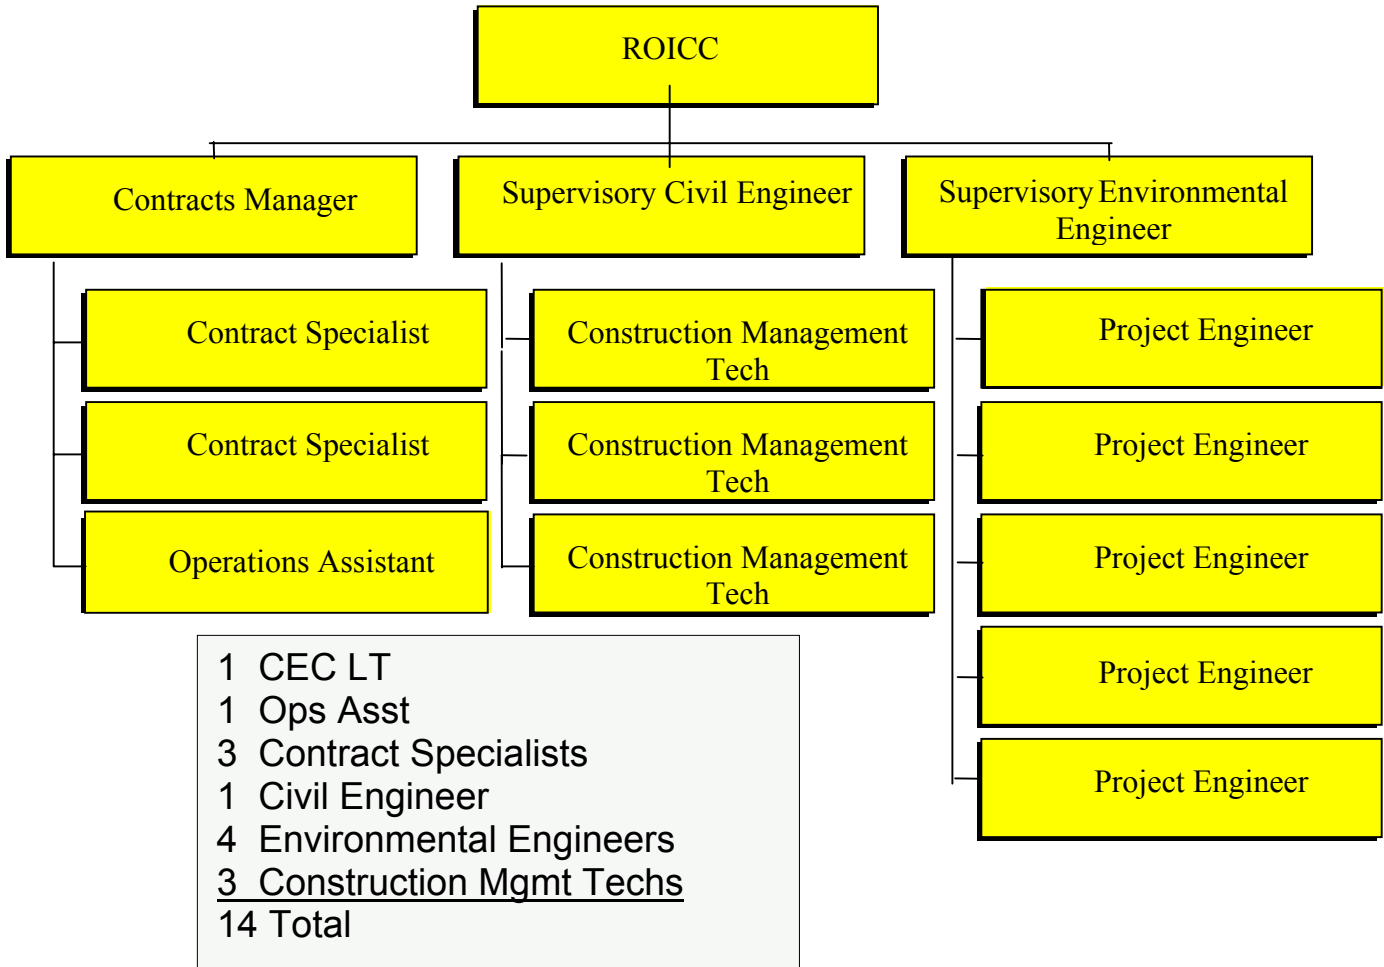 ROICC
Contracts Manager
Supervisory Civil Engineer
Supervisory Environmental
Engineer
Contract Specialist
Contract Specialist
Operations Assistant
Construction Management
Tech
Construction Management
Tech
Construction Management
Tech
Project Engineer
Project Engineer
Project Engineer
Project Engineer
Project Engineer
1 CEC LT
1 Ops Asst
3 Contract Specialists
1 Civil Engineer
4 Environmental Engineers
3 Construction Mgmt Techs
14 Total